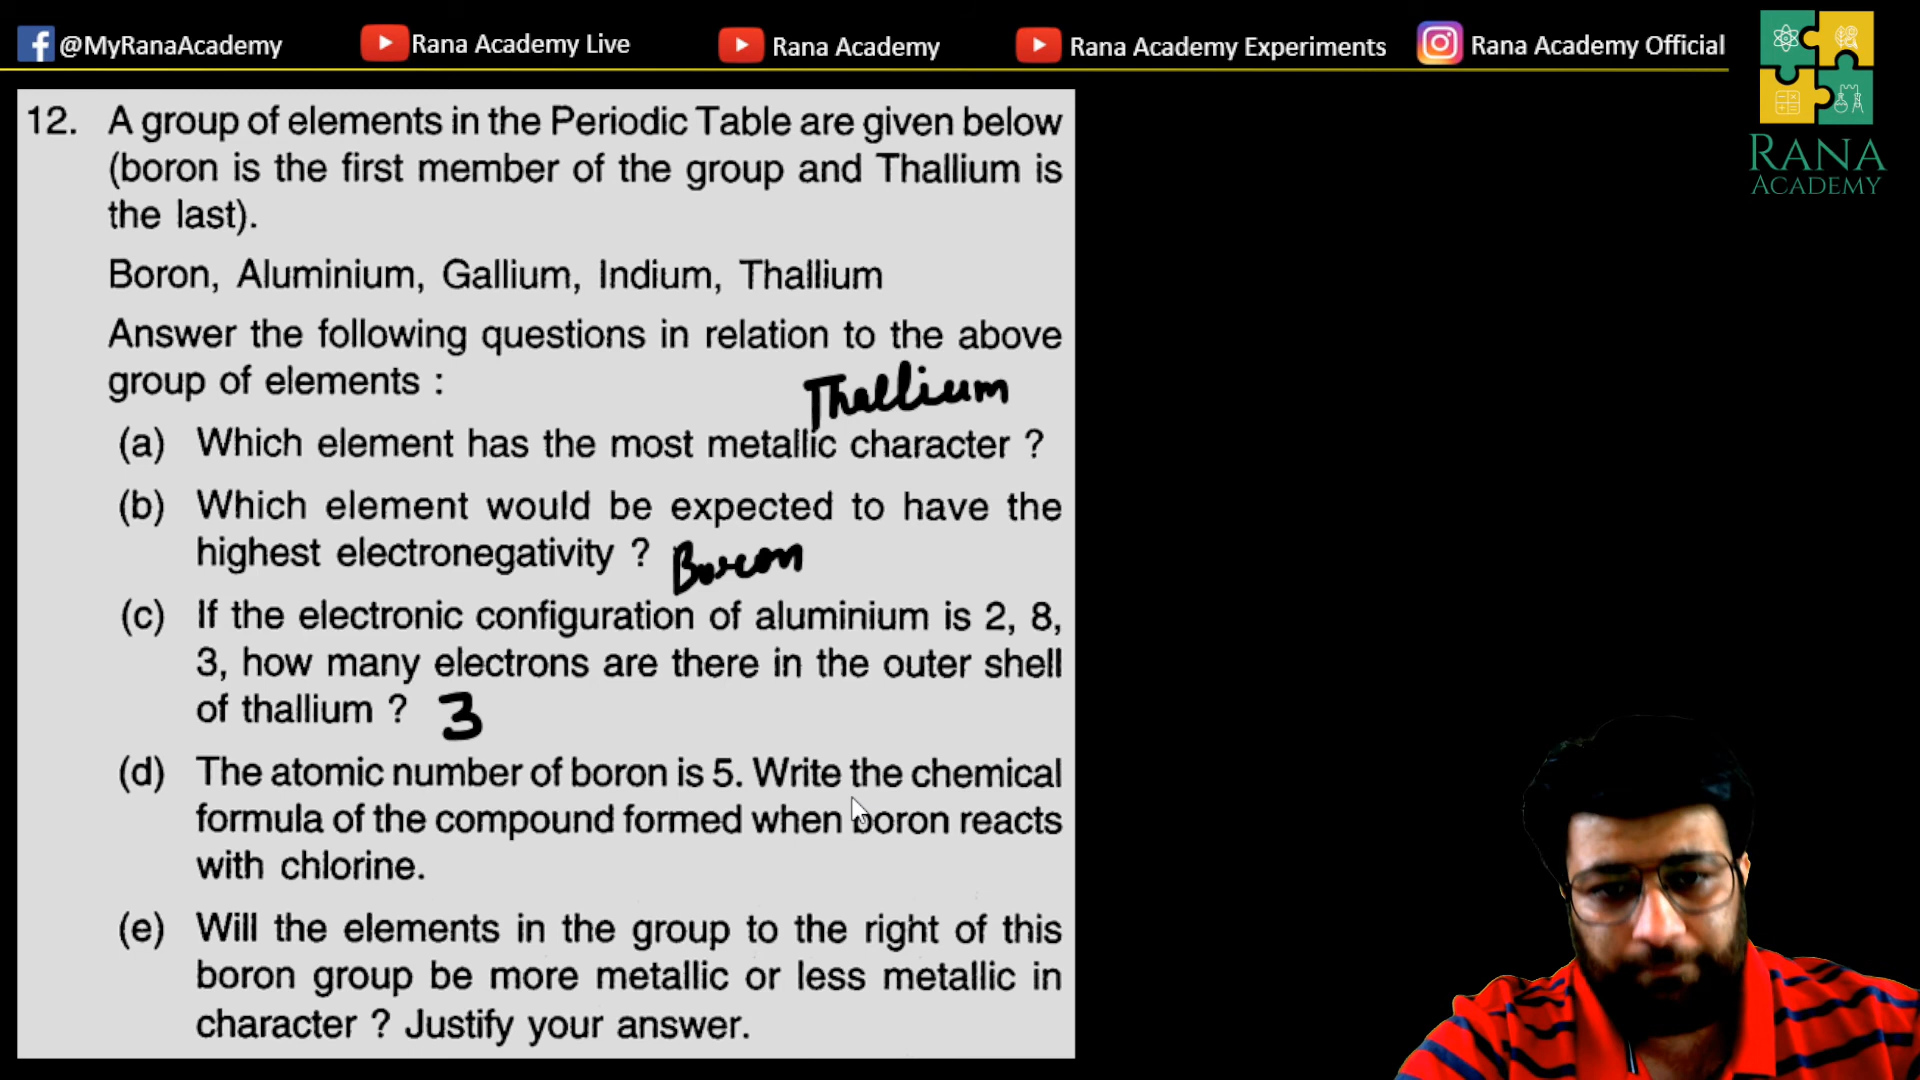 @MyRanaAcademy Rana Academy Live Rana Academy Rana Academy Experiments Rana Academy Official
RANA
ACADEMY
12. A group of elements in the Periodic Table are given below
(boron is the first member of the group and Thallium is
the last).
Boron, Aluminium, Gallium, Indium, Thallium
Answer the following questions in relation to the above
group of elements :
Thallium
(a) Which element has the most metallic character ?
(b) Which element would be expected to have the
highest electronegativity ? Boron
(c) If the electronic configuration of aluminium is 2, 8,
3, how many electrons are there in the outer shell
of thallium ? 3
(d) The atomic number of boron is 5. Write the chemical
formula of the compound formed when boron reacts
with chlorine.
(e) Will the elements in the group to the right of this
boron group be more metallic or less metallic in
character ? Justify your answer.